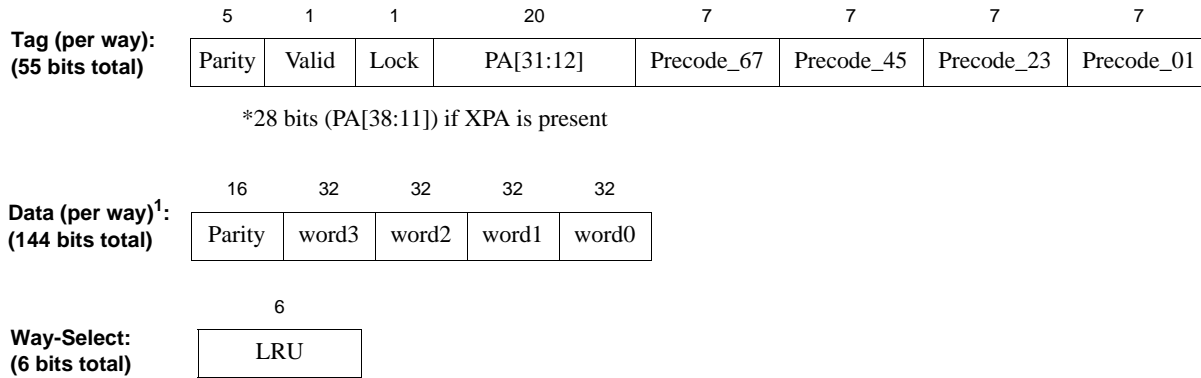 5 1 1 20 7 7 7 7
Tag (per way):
(55 bits total)
Parity Valid Lock PA[31:12] Precode_67 Precode_45 Precode_23 Precode_01
*28 bits (PA[38:11]) if XPA is present
16 32 32 32 32
Data (per way)1:
(144 bits total)
Parity word3 word2 word1 word0
6
Way-Select:
(6 bits total)
LRU